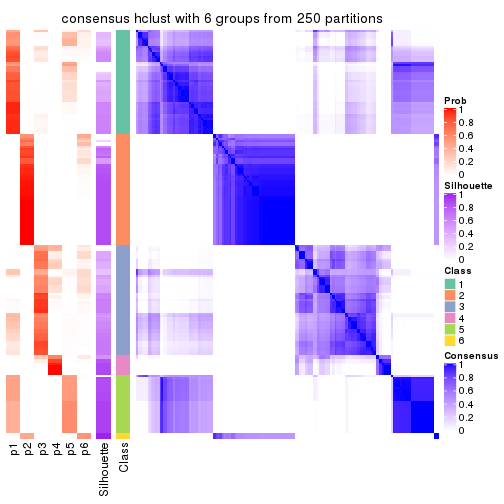 consensus hclust with 6 groups from 250 partitions
Prob
1
0.8
0.6
0.4
0.2
0
Silhouette
1
0.8
0.6
0.4
0.2
0
Class
1
2
3
4
5
6
Consensus
1
0.8
0.6
0.4
0.2
0
p1
p2
p3
p4
p5
p6
Silhouette
Class